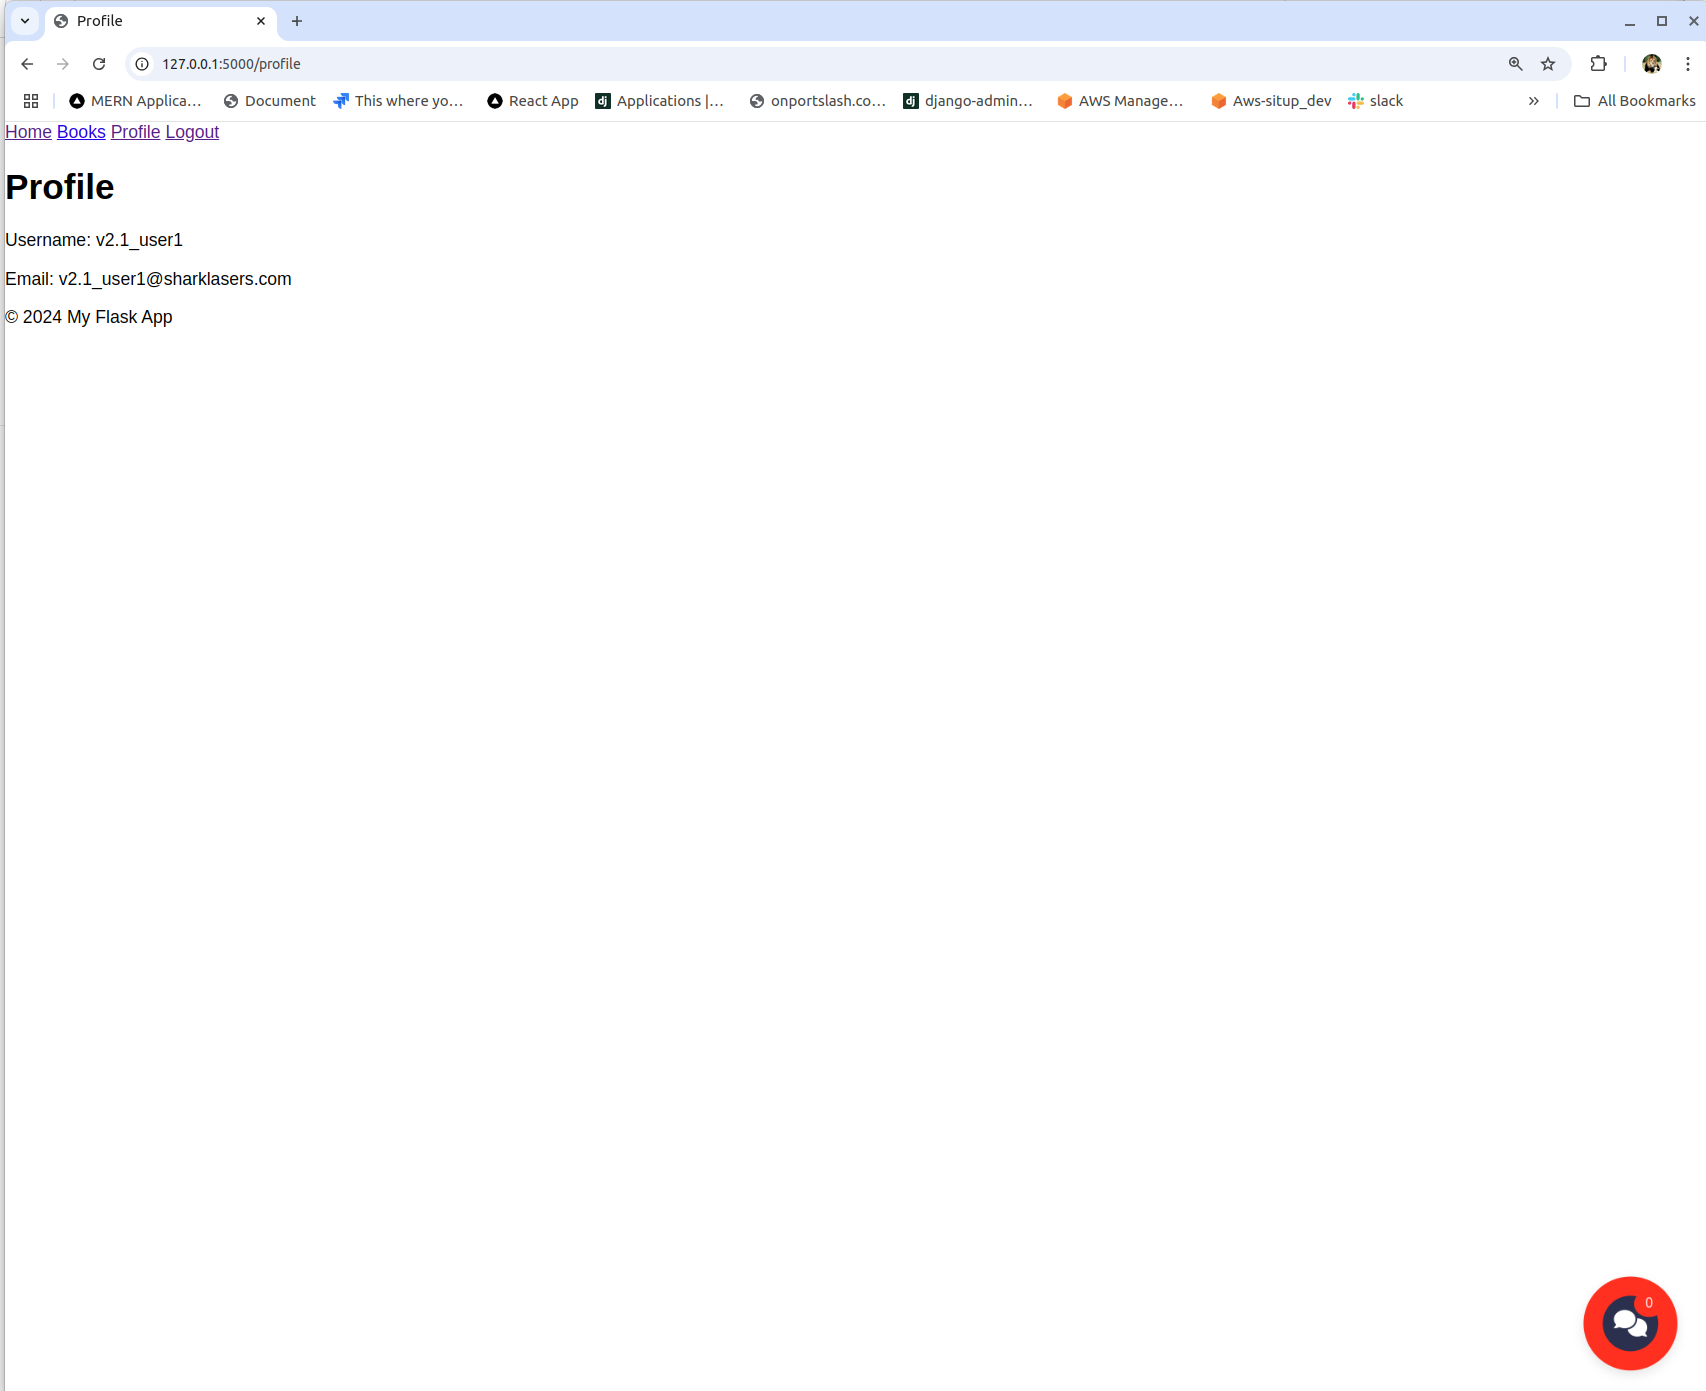 Profile
127.0.0.1:5000/profile
MERN Applica... Document This where yo... React App Applications |... onportslash.co... django-admin... AWS Manage... Aws-situp_dev slack » All Bookmarks
Home Books Profile Logout
Profile
Username: v2.1_user1
Email: v2.1_user1@sharklasers.com
© 2024 My Flask App
0